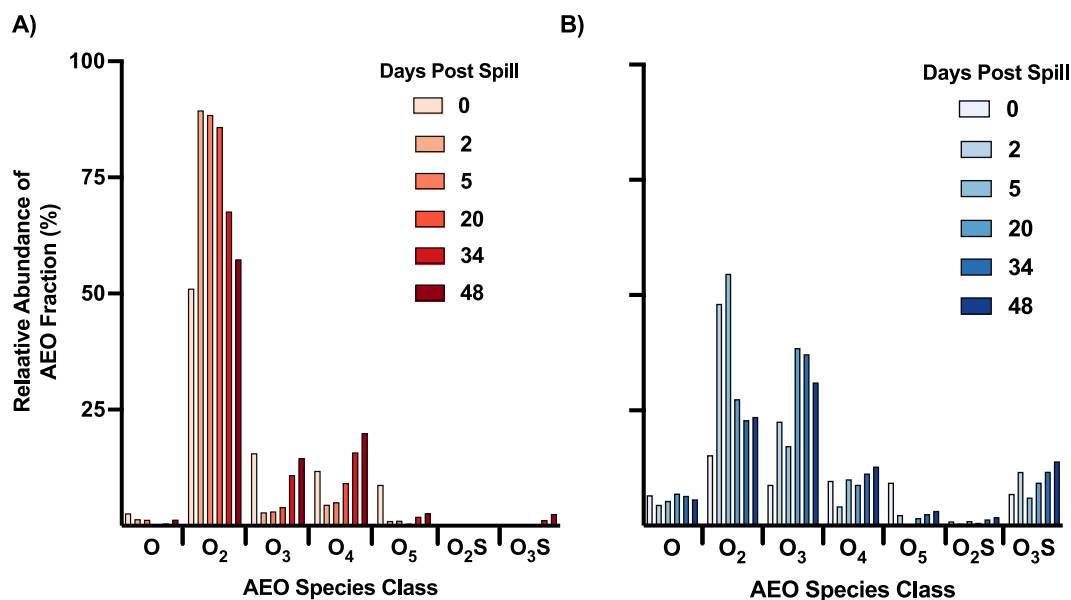 A)
Relaative Abundance of
AEO Fraction (%)
100
75
50
25
Days Post Spill
0
2
5
20
34
48
O O₂ O₃ O₄ O₅ O₂S O₃S
AEO Species Class
B)
Days Post Spill
0
2
5
20
34
48
O O₂ O₃ O₄ O₅ O₂S O₃S
AEO Species Class